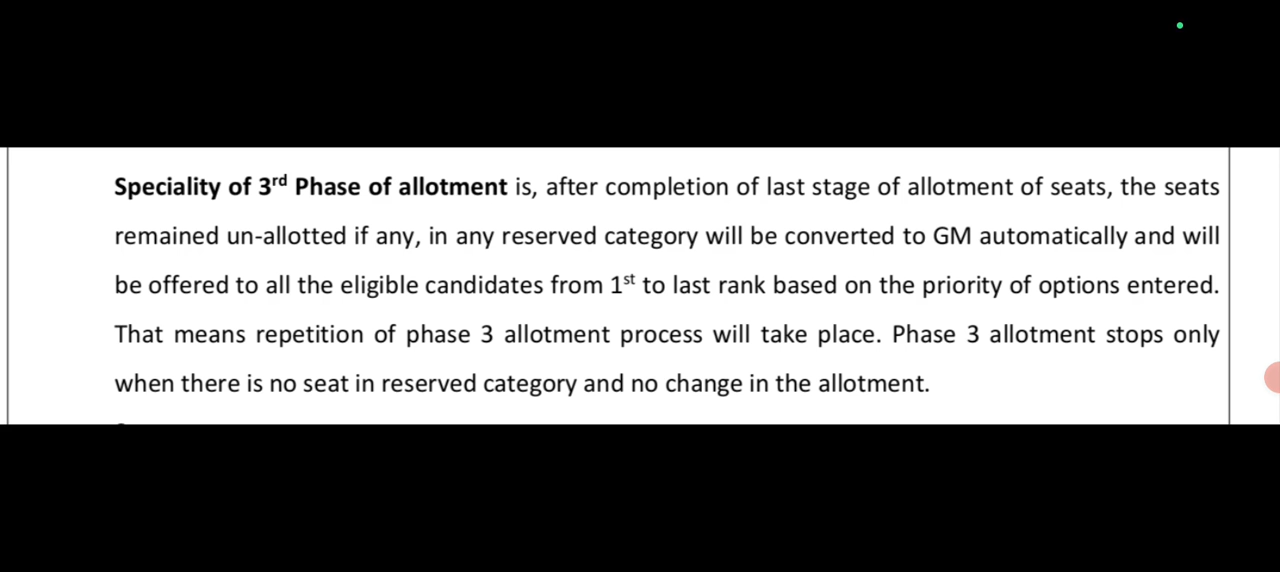 Speciality of 3rd Phase of allotment is, after completion of last stage of allotment of seats, the seats
remained un-allotted if any, in any reserved category will be converted to GM automatically and will
be offered to all the eligible candidates from 1st to last rank based on the priority of options entered.
That means repetition of phase 3 allotment process will take place. Phase 3 allotment stops only
when there is no seat in reserved category and no change in the allotment.